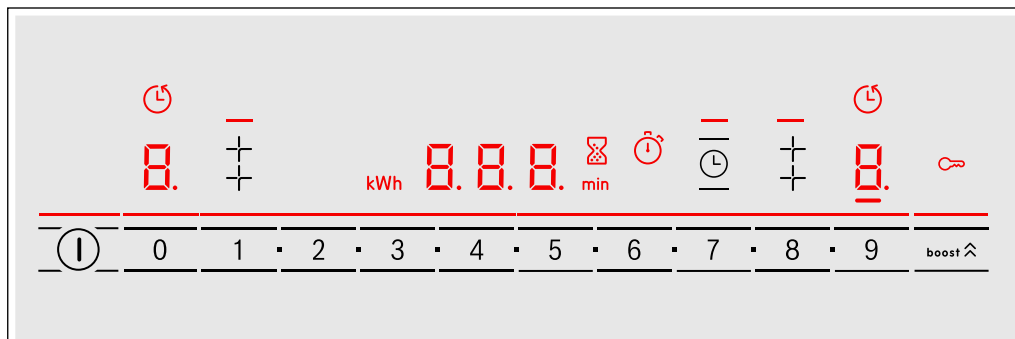 8. kWh 8.8.8. min 8.
0 1 · 2 · 3 · 4 · 5 · 6 · 7 · 8 · 9 boost